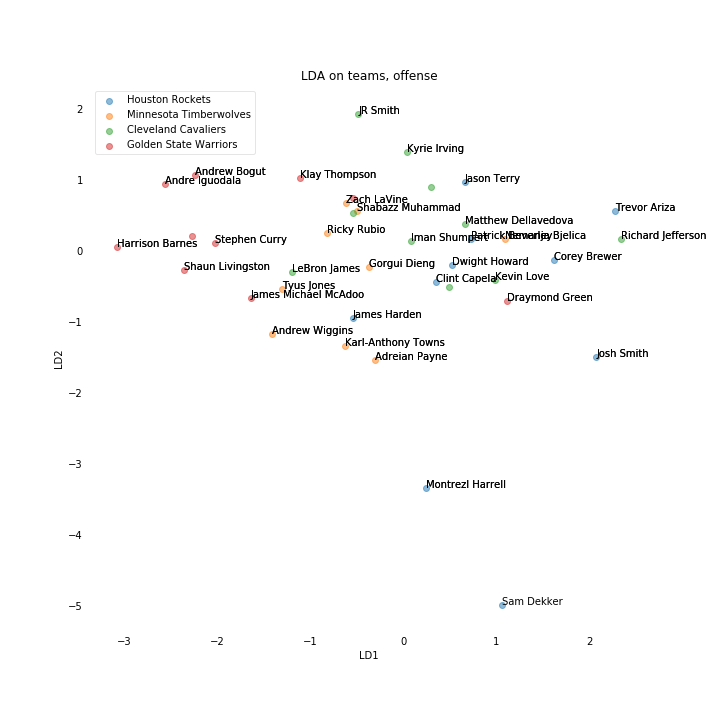 LDA on teams, offense
Houston Rockets
Minnesota Timberwolves
Cleveland Cavaliers
Golden State Warriors
2
1
0
−1
−2
−3
−4
−5
LD2
JR Smith
Kyrie Irving
Andrew Bogut
Andre Iguodala
Klay Thompson
Jason Terry
Zach LaVine
Shabazz Muhammad
Trevor Ariza
Matthew Dellavedova
Ricky Rubio
Iman Shumpert
Patrick Beverley
Nemanja Bjelica
Richard Jefferson
Harrison Barnes
Stephen Curry
Shaun Livingston
LeBron James
Gorgui Dieng
Dwight Howard
Corey Brewer
Clint Capela
Kevin Love
Tyus Jones
James Michael McAdoo
Draymond Green
James Harden
Andrew Wiggins
Karl-Anthony Towns
Adreian Payne
Josh Smith
Montrezl Harrell
Sam Dekker
−3 −2 −1 0 1 2
LD1